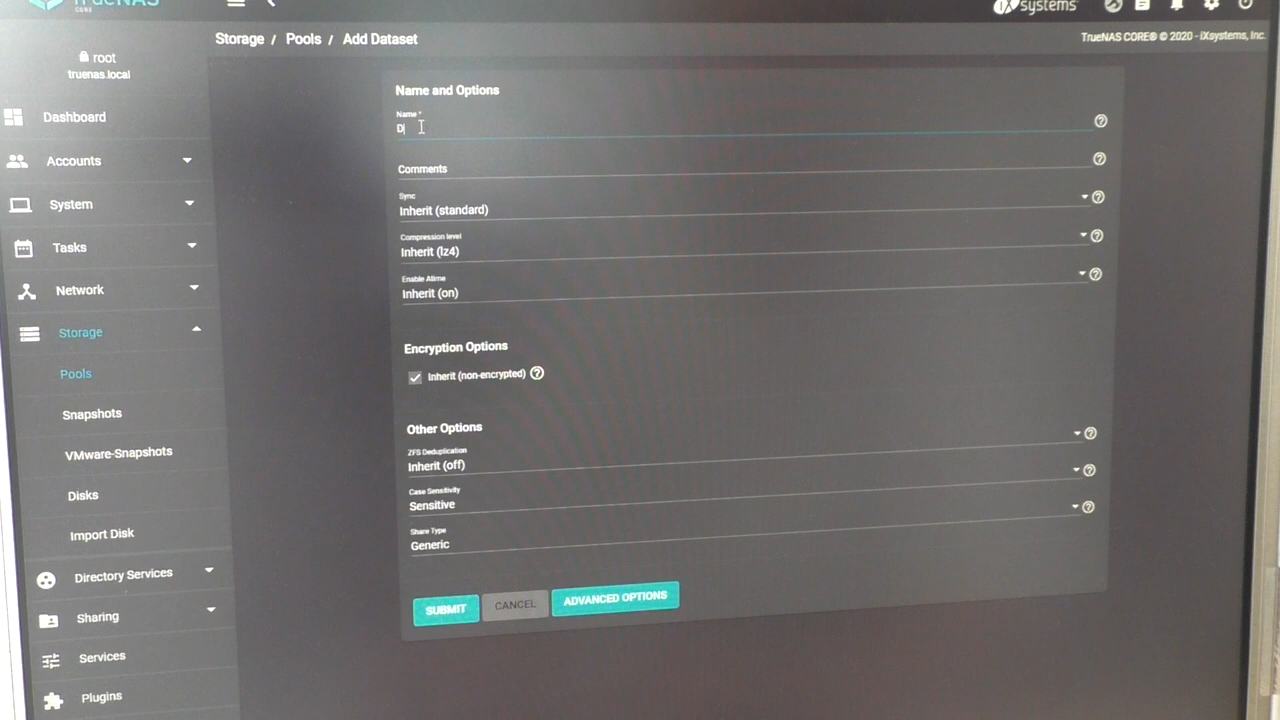 TrueNAS
CORE
iX systems
Storage / Pools / Add Dataset
TrueNAS CORE® © 2020 - iXsystems, Inc.
root
truenas.local
Dashboard
Accounts
System
Tasks
Network
Storage
Pools
Snapshots
VMware-Snapshots
Disks
Import Disk
Directory Services
Sharing
Services
Plugins
Name and Options
Name *
D
Comments
Sync
Inherit (standard)
Compression level
Inherit (lz4)
Enable Atime
Inherit (on)
Encryption Options
Inherit (non-encrypted)
Other Options
ZFS Deduplication
Inherit (off)
Case Sensitivity
Sensitive
Share Type
Generic
SUBMIT
CANCEL
ADVANCED OPTIONS